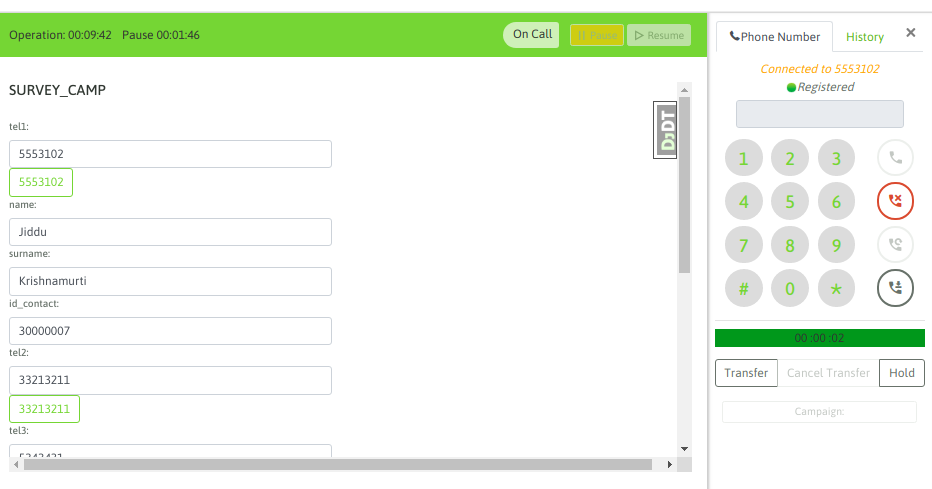 Operation: 00:09:42 Pause 00:01:46
On Call
Pause
Resume
SURVEY_CAMP
DjDT
tel1:
5553102
5553102
name:
Jiddu
surname:
Krishnamurti
id_contact:
30000007
tel2:
33213211
33213211
tel3:
Phone Number
History
Connected to 5553102
Registered
1 2 3
4 5 6
7 8 9
# 0 *
00 :00 :02
Transfer Cancel Transfer Hold
Campaign: